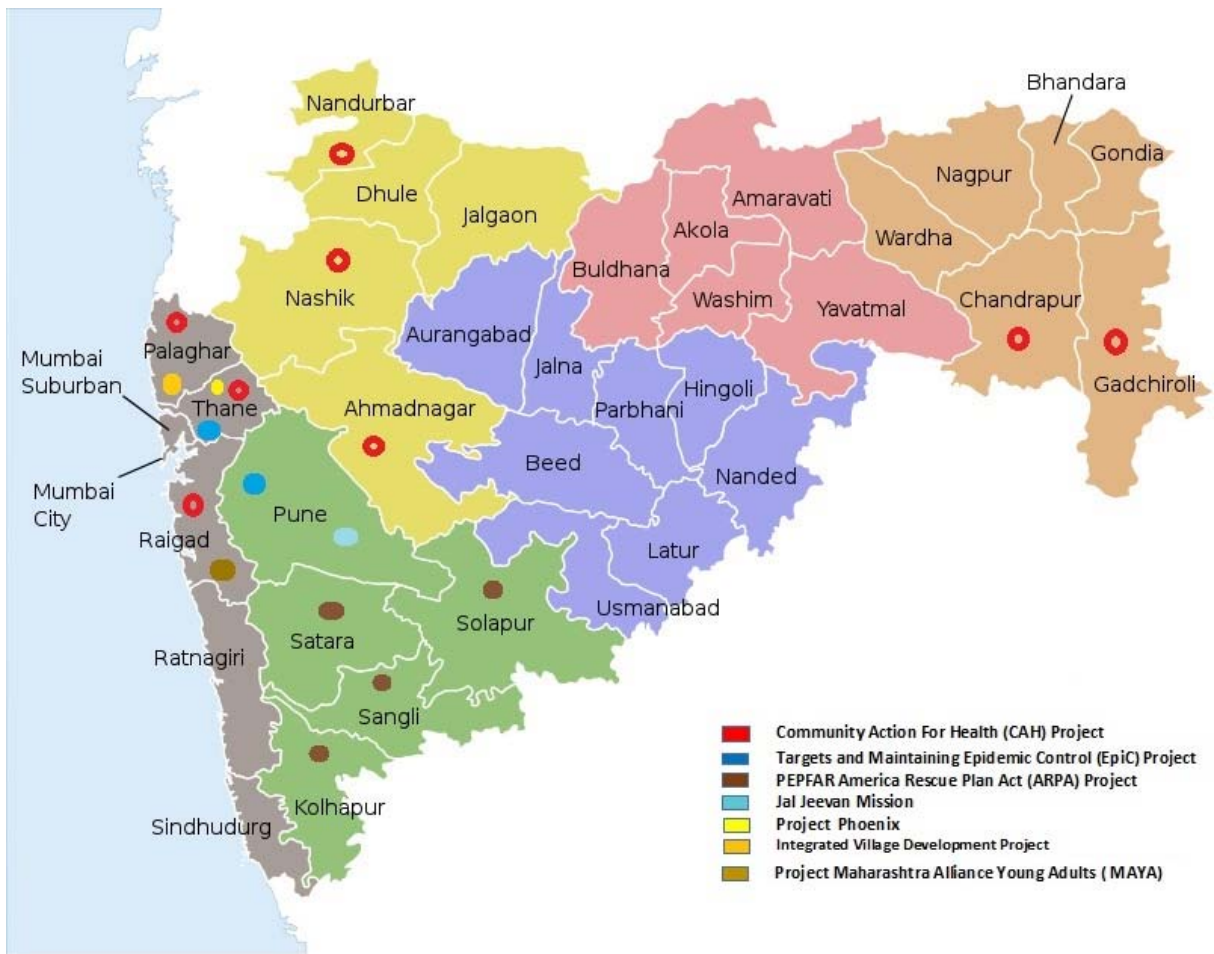 Nandurbar
Bhandara
Gondia
Nagpur
Dhule
Jalgaon
Amaravati
Akola
Wardha
Buldhana
Nashik
Washim
Yavatmal
Chandrapur
Aurangabad
Palaghar
Mumbai
Suburban
Jalna
Hingoli
Gadchiroli
Thane
Ahmadnagar
Parbhani
Beed
Nanded
Mumbai
City
Pune
Raigad
Latur
Usmanabad
Satara
Solapur
Ratnagiri
Sangli
Kolhapur
Sindhudurg
Community Action For Health (CAH) Project
Targets and Maintaining Epidemic Control (EpiC) Project
PEPFAR America Rescue Plan Act (ARPA) Project
Jal Jeevan Mission
Project Phoenix
Integrated Village Development Project
Project Maharashtra Alliance Young Adults ( MAYA)